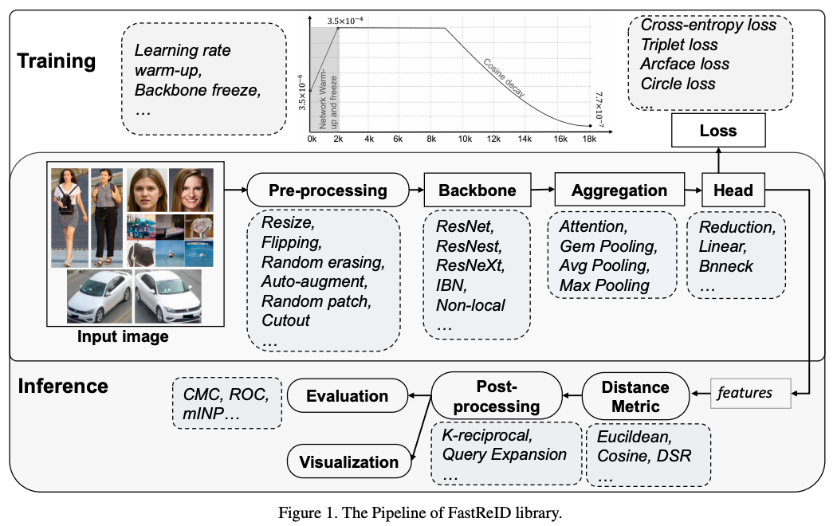 Training
Learning rate
warm-up,
Backbone freeze,
…
3.5×10⁻⁴
3.5×10⁻⁶
Network Warm-
up and freeze
Cosine decay
7.7×10⁻⁷
0k 2k 4k 6k 8k 10k 12k 14k 16k 18k
Cross-entropy loss
Triplet loss
Arcface loss
Circle loss
…
Loss
Input image
Pre-processing
Resize,
Flipping,
Random erasing,
Auto-augment,
Random patch,
Cutout
…
Backbone
ResNet,
ResNest,
ResNeXt,
IBN,
Non-local
…
Aggregation
Attention,
Gem Pooling,
Avg Pooling,
Max Pooling
Head
Reduction,
Linear,
Bnneck
…
Inference
CMC, ROC,
mINP…
Evaluation
Visualization
Post-
processing
K-reciprocal,
Query Expansion
…
Distance
Metric
Eucildean,
Cosine, DSR
…
features
Figure 1. The Pipeline of FastReID library.